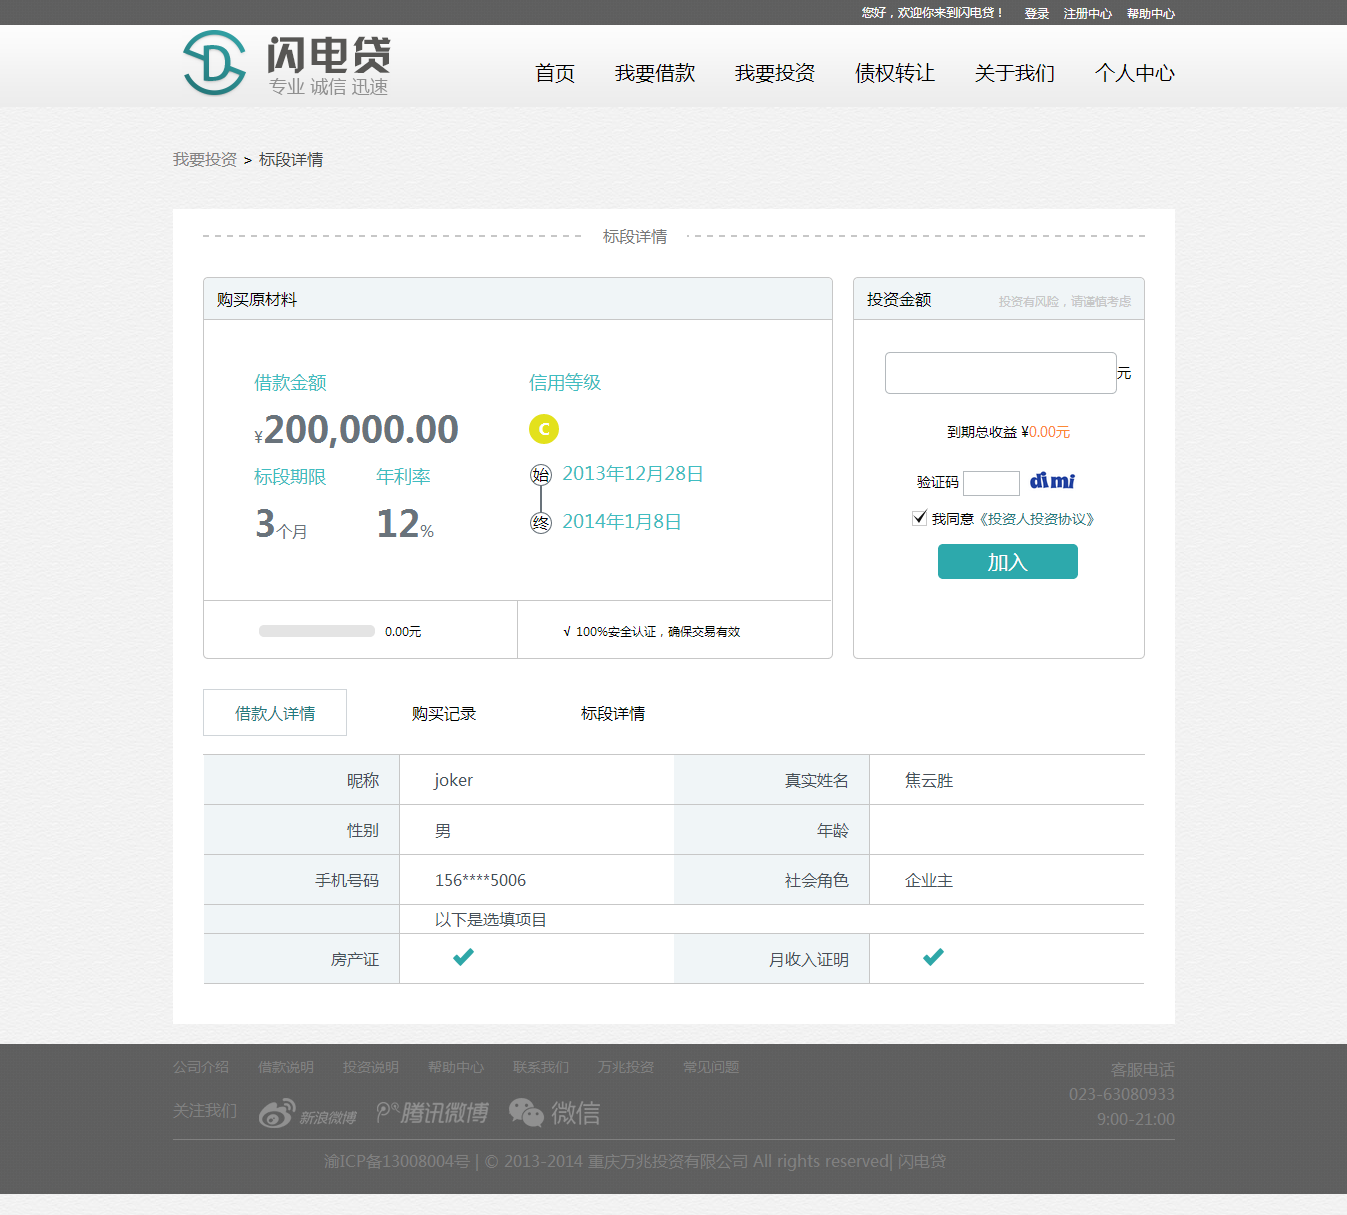 您好，欢迎你来到闪电贷！ 登录 注册中心 帮助中心
闪电贷
专业 诚信 迅速
首页 我要借款 我要投资 债权转让 关于我们 个人中心
我要投资 > 标段详情
标段详情
购买原材料
投资金额 投资有风险，请谨慎考虑
借款金额 信用等级
¥200,000.00 C
标段期限 年利率
始 2013年12月28日
3个月 12%
终 2014年1月8日
元
到期总收益 ¥0.00元
验证码 dimi
我同意《投资人投资协议》
加入
0.00元 √ 100%安全认证，确保交易有效
借款人详情 购买记录 标段详情
昵称 joker 真实姓名 焦云胜
性别 男 年龄
手机号码 156****5006 社会角色 企业主
以下是选填项目
房产证 月收入证明
公司介绍 借款说明 投资说明 帮助中心 联系我们 万兆投资 常见问题
客服电话
023-63080933
9:00-21:00
关注我们 新浪微博 腾讯微博 微信
渝ICP备13008004号 | © 2013-2014 重庆万兆投资有限公司 All rights reserved| 闪电贷